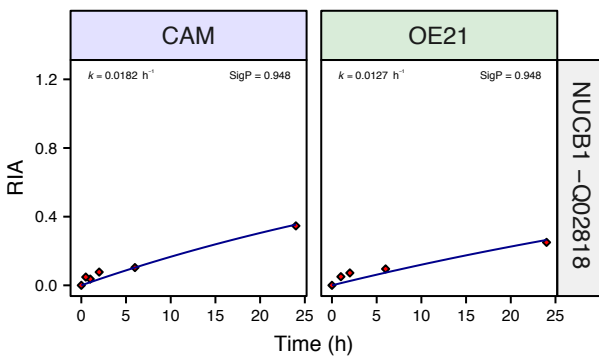 CAM
OE21
k = 0.0182 h⁻¹
SigP = 0.948
k = 0.0127 h⁻¹
SigP = 0.948
NUCB1 −Q02818
RIA
1.2
0.8
0.4
0.0
0 5 10 15 20 25
0 5 10 15 20 25
Time (h)